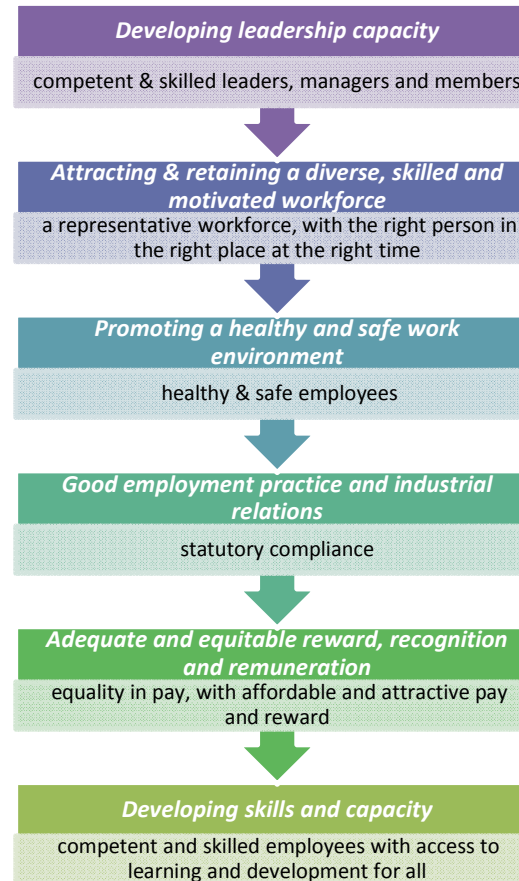 Developing leadership capacity
competent & skilled leaders, managers and members
Attracting & retaining a diverse, skilled and
motivated workforce
a representative workforce, with the right person in
the right place at the right time
Promoting a healthy and safe work
environment
healthy & safe employees
Good employment practice and industrial
relations
statutory compliance
Adequate and equitable reward, recognition
and remuneration
equality in pay, with affordable and attractive pay
and reward
Developing skills and capacity
competent and skilled employees with access to
learning and development for all